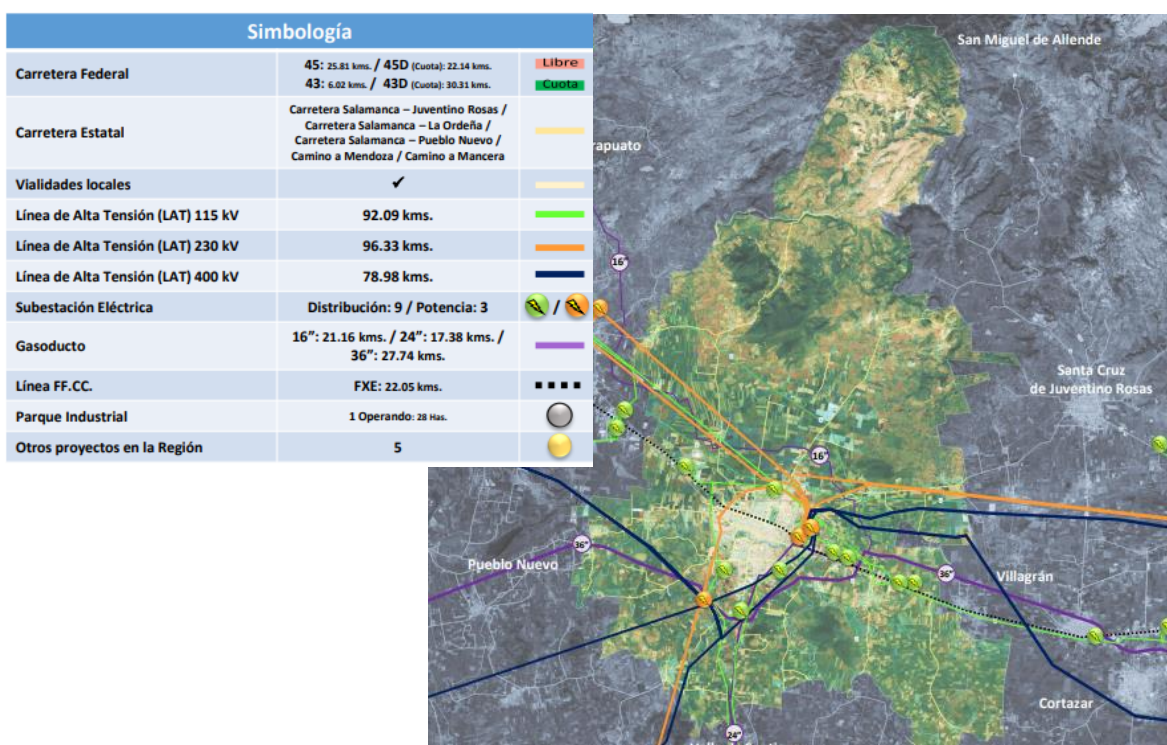 Simbología
Carretera Federal
45: 25.81 kms. / 45D (Cuota): 22.14 kms.
43: 6.02 kms. / 43D (Cuota): 30.31 kms.
Libre
Cuota
Carretera Estatal
Carretera Salamanca – Juventino Rosas /
Carretera Salamanca – La Ordeña /
Carretera Salamanca – Pueblo Nuevo /
Camino a Mendoza / Camino a Mancera
Vialidades locales
✓
Línea de Alta Tensión (LAT) 115 kV
92.09 kms.
Línea de Alta Tensión (LAT) 230 kV
96.33 kms.
Línea de Alta Tensión (LAT) 400 kV
78.98 kms.
Subestación Eléctrica
Distribución: 9 / Potencia: 3
/
Gasoducto
16”: 21.16 kms. / 24”: 17.38 kms. /
36”: 27.74 kms.
Línea FF.CC.
FXE: 22.05 kms.
Parque Industrial
1 Operando: 28 Has.
Otros proyectos en la Región
5
San Miguel de Allende
rapuato
16”
Santa Cruz
de Juventino Rosas
16”
36”
Pueblo Nuevo
36”
Villagrán
Cortazar
24”